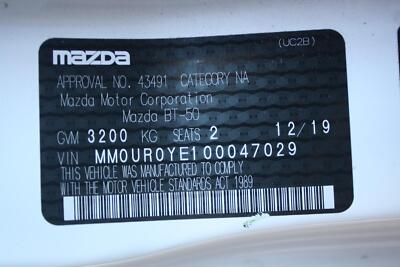 (UC2B)
mazda
APPROVAL NO. 43491 CATEGORY NA
Mazda Motor Corporation
Mazda BT-50
GVM 3200 KG SEATS 2 12/19
VIN MM0UR0YE100047029
THIS VEHICLE WAS MANUFACTURED TO COMPLY
WITH THE MOTOR VEHICLE STANDARDS ACT 1989